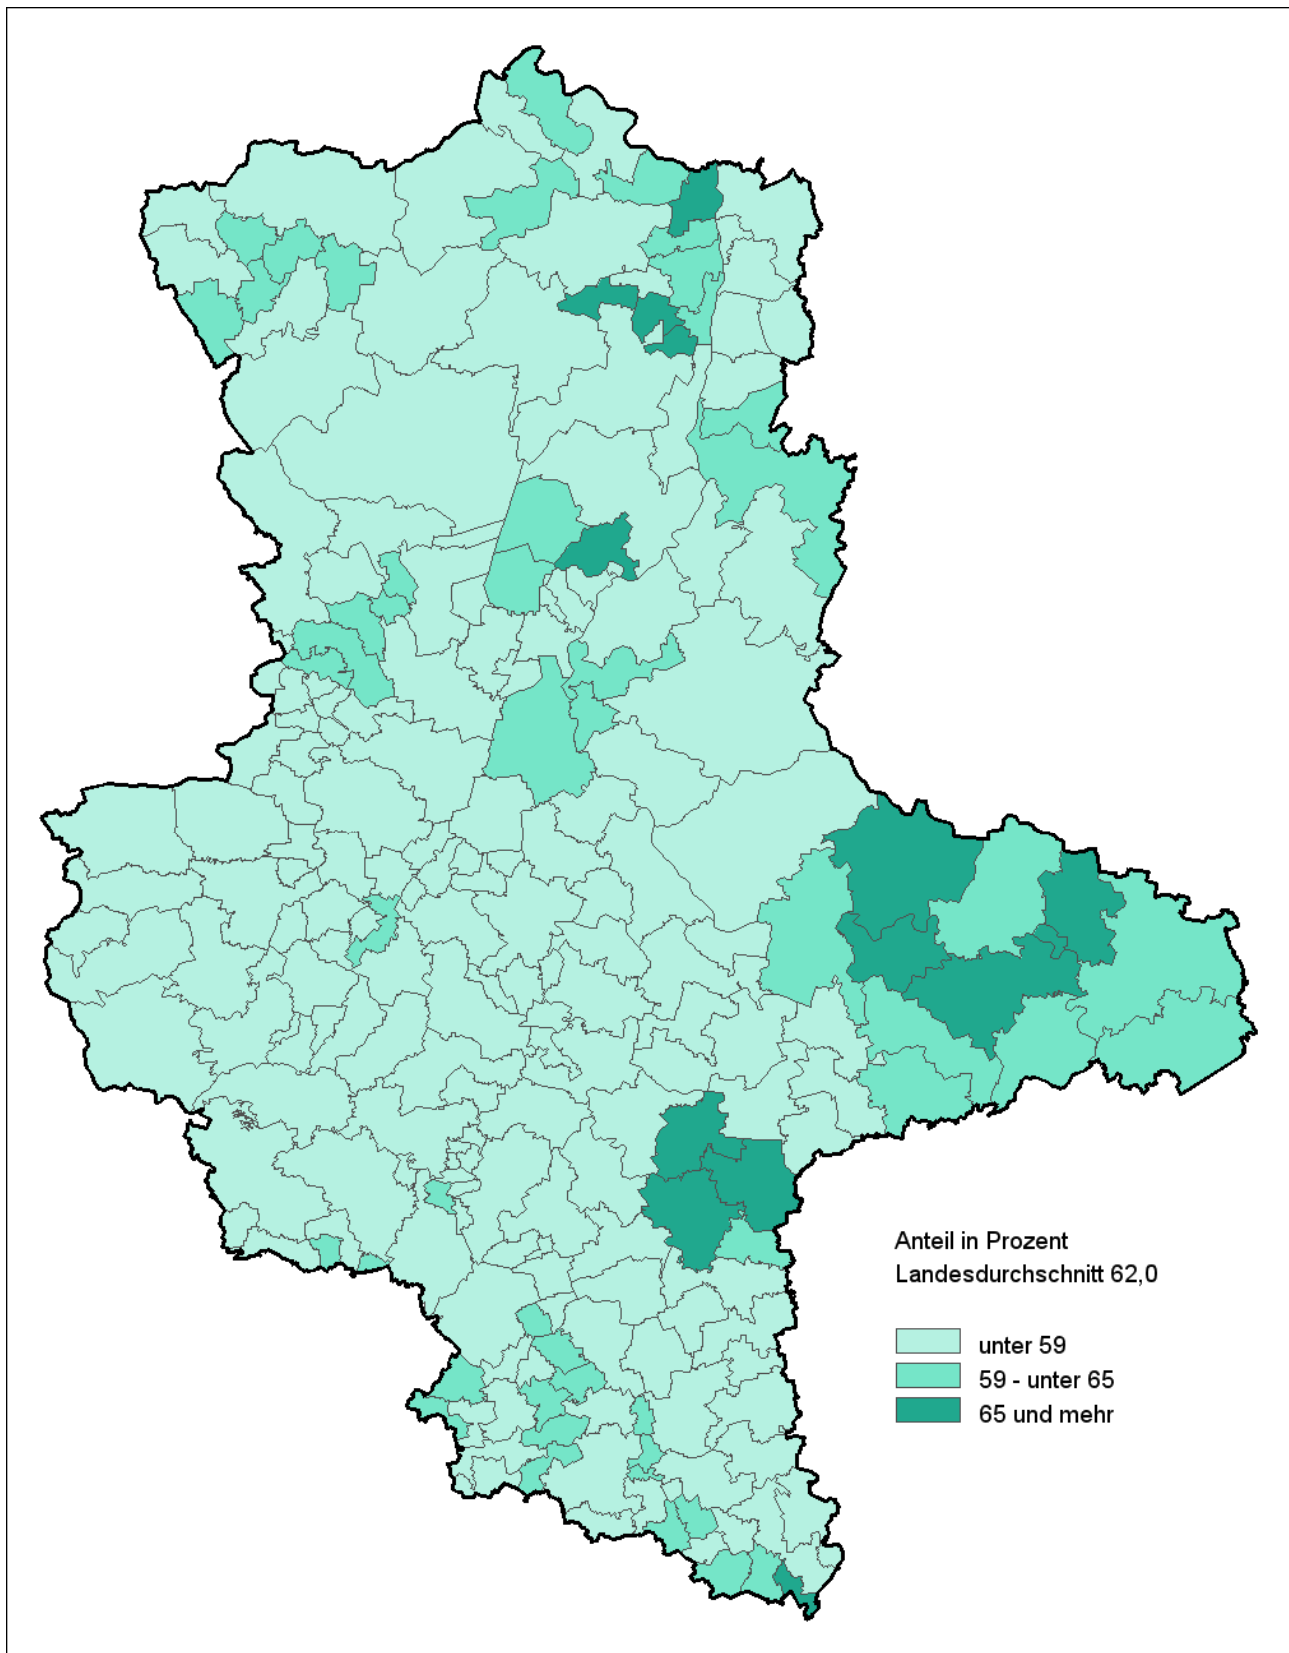 Anteil in Prozent
Landesdurchschnitt 62,0
unter 59
59 - unter 65
65 und mehr